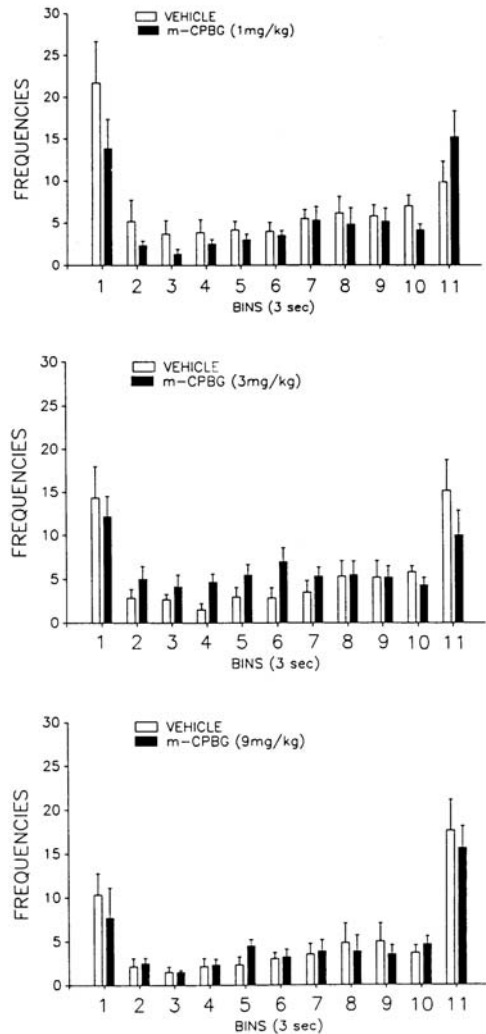 VEHICLE
m-CPBG (1mg/kg)
FREQUENCIES
30
25
20
15
10
5
0
1 2 3 4 5 6 7 8 9 10 11
BINS (3 sec)
VEHICLE
m-CPBG (3mg/kg)
FREQUENCIES
30
25
20
15
10
5
0
1 2 3 4 5 6 7 8 9 10 11
BINS (3 sec)
VEHICLE
m-CPBG (9mg/kg)
FREQUENCIES
30
25
20
15
10
5
0
1 2 3 4 5 6 7 8 9 10 11
BINS (3 sec)